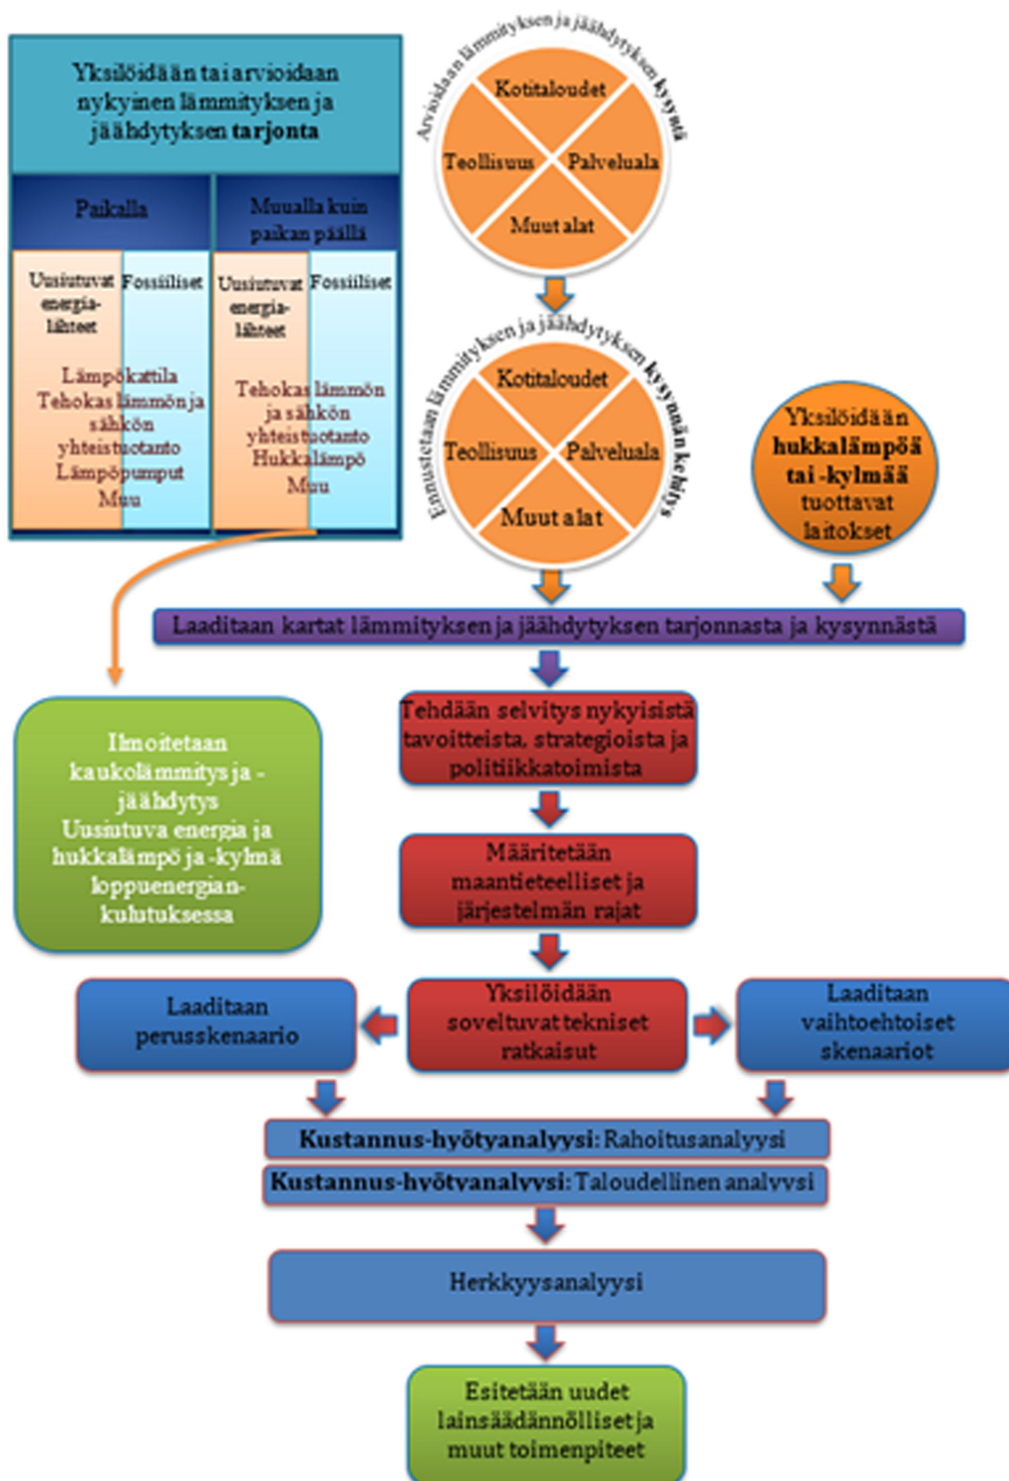 Yksilöidään tai arvioidaan
nykyinen lämmityksen ja
jäähdytyksen tarjonta
Paikalla
Muualla kuin
paikan päällä
Uusiutuvat
energia-
lähteet
Fossiiliset
Uusiutuvat
energia-
lähteet
Fossiiliset
Lämpökattila
Tehokas lämmön ja
sähkön
yhteistuotanto
Lämpöpumput
Muu
Tehokas lämmön
ja sähkön
yhteistuotanto
Hukkalämpö
Muu
Arvioidaan lämmityksen ja jäähdytyksen kysyntä
Kotitaloudet
Teollisuus
Palveluala
Muut alat
Ennustetaan lämmityksen ja jäähdytyksen kysynnän kehitys
Kotitaloudet
Teollisuus
Palveluala
Muut alat
Yksilöidään
hukkalämpöä
tai -kylmää
tuottavat
laitokset
Laaditaan kartat lämmityksen ja jäähdytyksen tarjonnasta ja kysynnästä
Ilmoitetaan
kaukolämmitys ja -
jäähdytys
Uusiutuva energia ja
hukkalämpö ja -kylmä
loppuenergian-
kulutuksessa
Tehdään selvitys nykyisistä
tavoitteista, strategioista ja
politiikkatoimista
Määritetään
maantieteelliset ja
järjestelmän rajat
Laaditaan
perusskenaario
Yksilöidään
soveltuvat tekniset
ratkaisut
Laaditaan
vaihtoehtoiset
skenaariot
Kustannus-hyötyanalyysi: Rahoitusanalyysi
Kustannus-hyötyanalyysi: Taloudellinen analyysi
Herkkyysanalyysi
Esitetään uudet
lainsäädännölliset ja
muut toimenpiteet